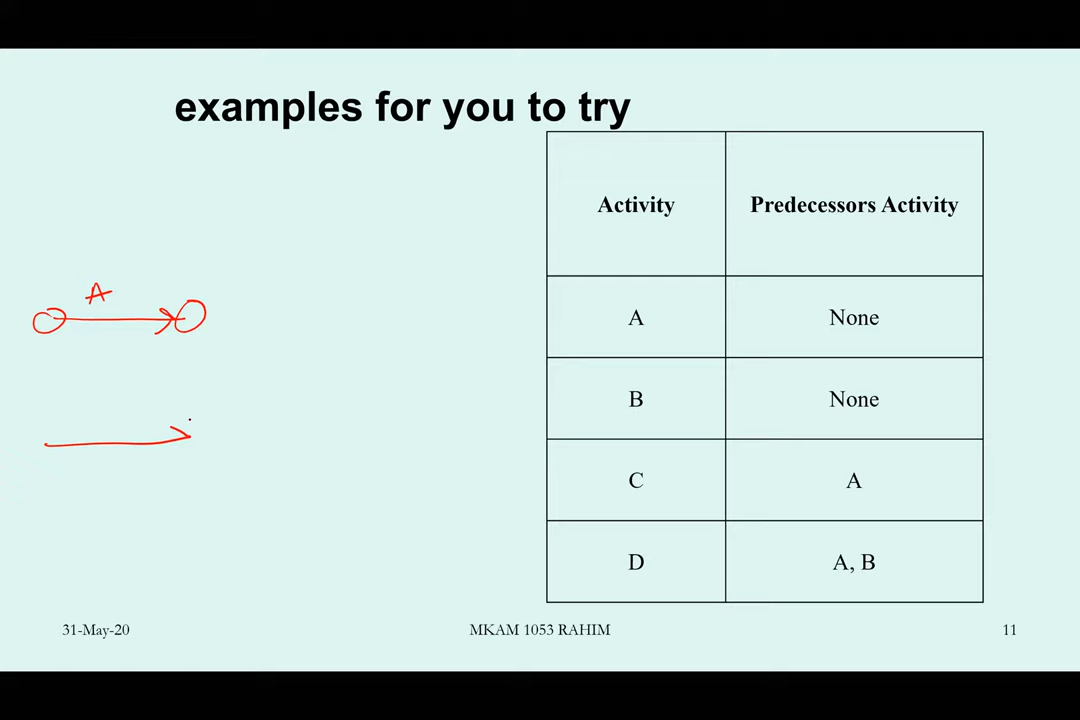 examples for you to try
Activity Predecessors Activity
A
A None
B None
C A
D A, B
31-May-20 MKAM 1053 RAHIM 11